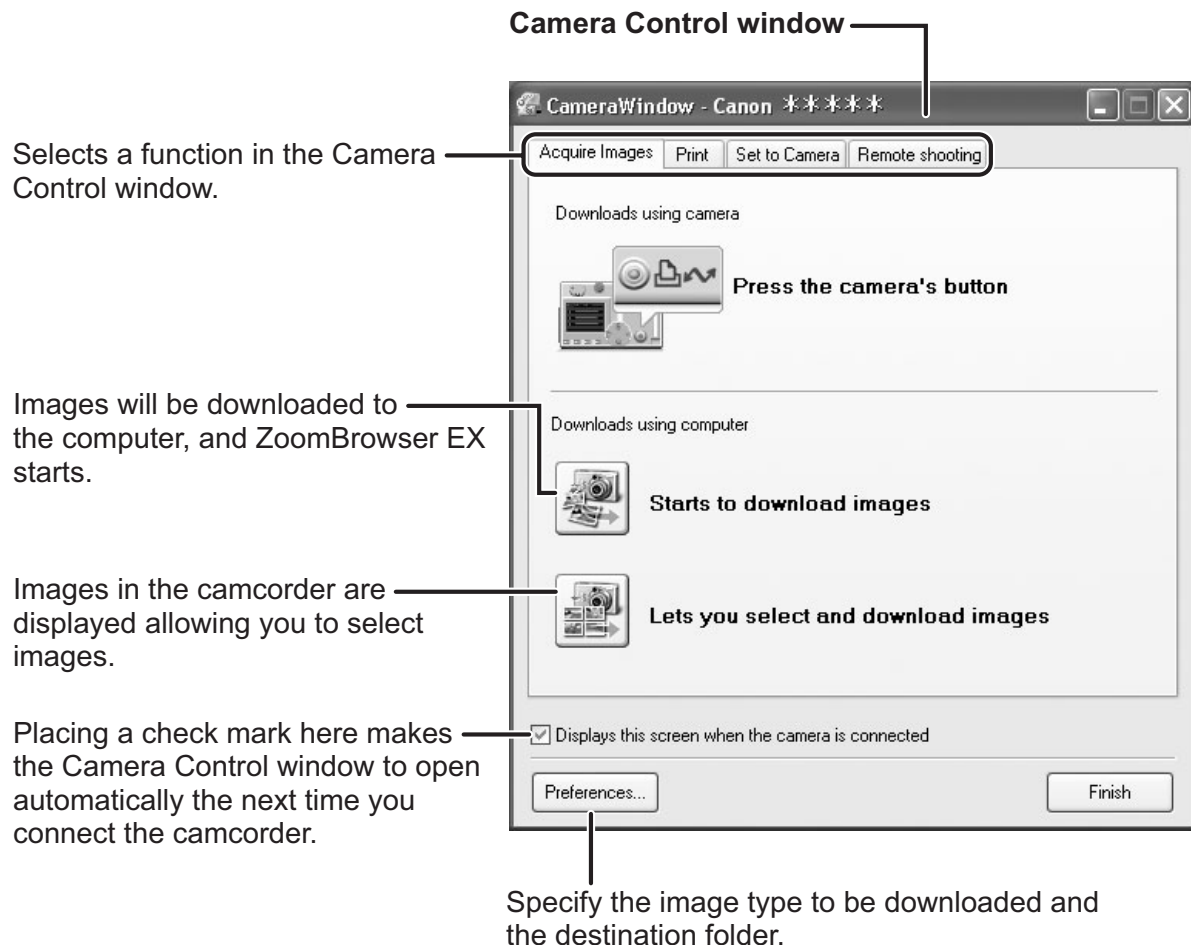 Camera Control window
CameraWindow - Canon *****
Selects a function in the Camera
Control window.
Acquire Images Print Set to Camera Remote shooting
Downloads using camera
Press the camera's button
Images will be downloaded to
the computer, and ZoomBrowser EX
starts.
Downloads using computer
Starts to download images
Images in the camcorder are
displayed allowing you to select
images.
Lets you select and download images
Placing a check mark here makes
the Camera Control window to open
automatically the next time you
connect the camcorder.
Displays this screen when the camera is connected
Preferences... Finish
Specify the image type to be downloaded and
the destination folder.